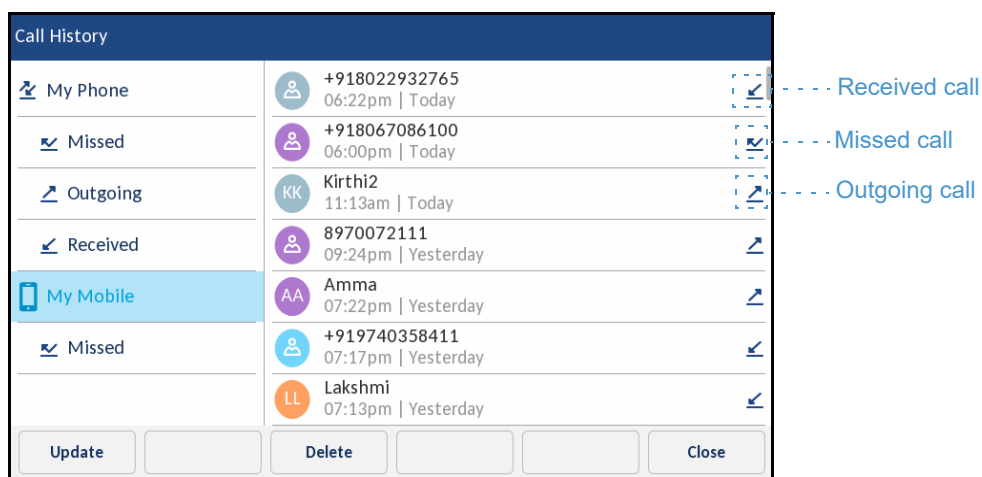 Call History
My Phone
Missed
Outgoing
Received
My Mobile
Missed
+918022932765
06:22pm | Today
+918067086100
06:00pm | Today
KK
Kirthi2
11:13am | Today
8970072111
09:24pm | Yesterday
AA
Amma
07:22pm | Yesterday
+919740358411
07:17pm | Yesterday
LL
Lakshmi
07:13pm | Yesterday
Received call
Missed call
Outgoing call
Update
Delete
Close